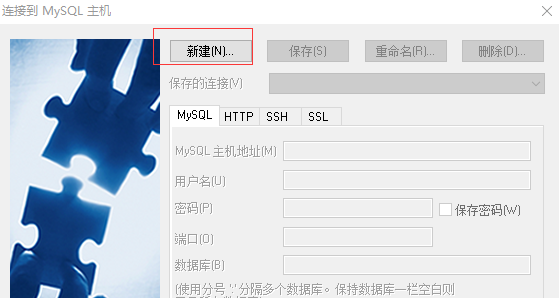 连接到 MySQL 主机
新建(N)... 保存(S) 重命名(R)... 删除(D)...
保存的连接(V)
MySQL HTTP SSH SSL
MySQL 主机地址(M)
用户名(U)
密码(P) 保存密码(W)
端口(O)
数据库(B)
(使用分号 ';' 分隔多个数据库。保持数据库一栏空白则